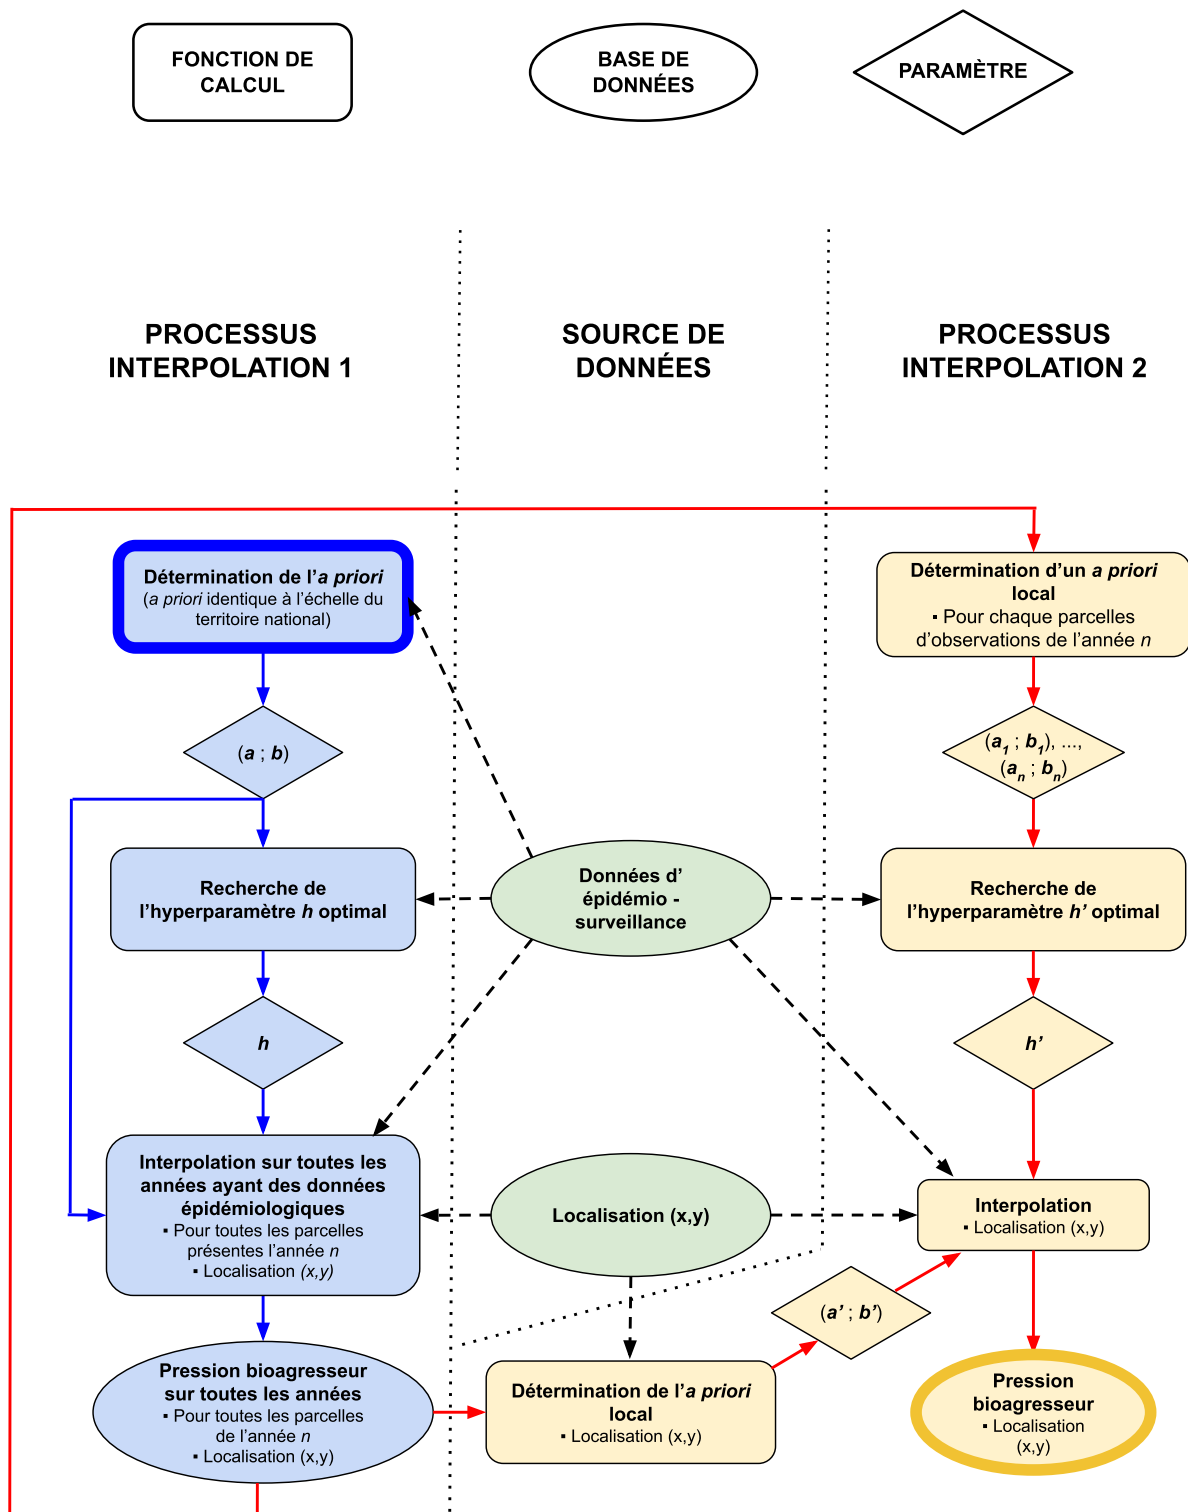 FONCTION DE
CALCUL
BASE DE
DONNÉES
PARAMÈTRE
PROCESSUS
INTERPOLATION 1
SOURCE DE
DONNÉES
PROCESSUS
INTERPOLATION 2
Détermination de l’a priori
(a priori identique à l’échelle du
territoire national)
Détermination d’un a priori
local
▪ Pour chaque parcelles
d’observations de l’année n
(a ; b)
(a1 ; b1), ...,
(an ; bn)
Recherche de
l’hyperparamètre h optimal
Données d’
épidémio -
surveillance
Recherche de
l’hyperparamètre h’ optimal
h
h’
Interpolation sur toutes les
années ayant des données
épidémiologiques
▪ Pour toutes les parcelles
présentes l’année n
▪ Localisation (x,y)
Localisation (x,y)
Interpolation
▪ Localisation (x,y)
(a’ ; b’)
Pression bioagresseur
sur toutes les années
▪ Pour toutes les parcelles
de l’année n
▪ Localisation (x,y)
Détermination de l’a priori
local
▪ Localisation (x,y)
Pression
bioagresseur
▪ Localisation
(x,y)